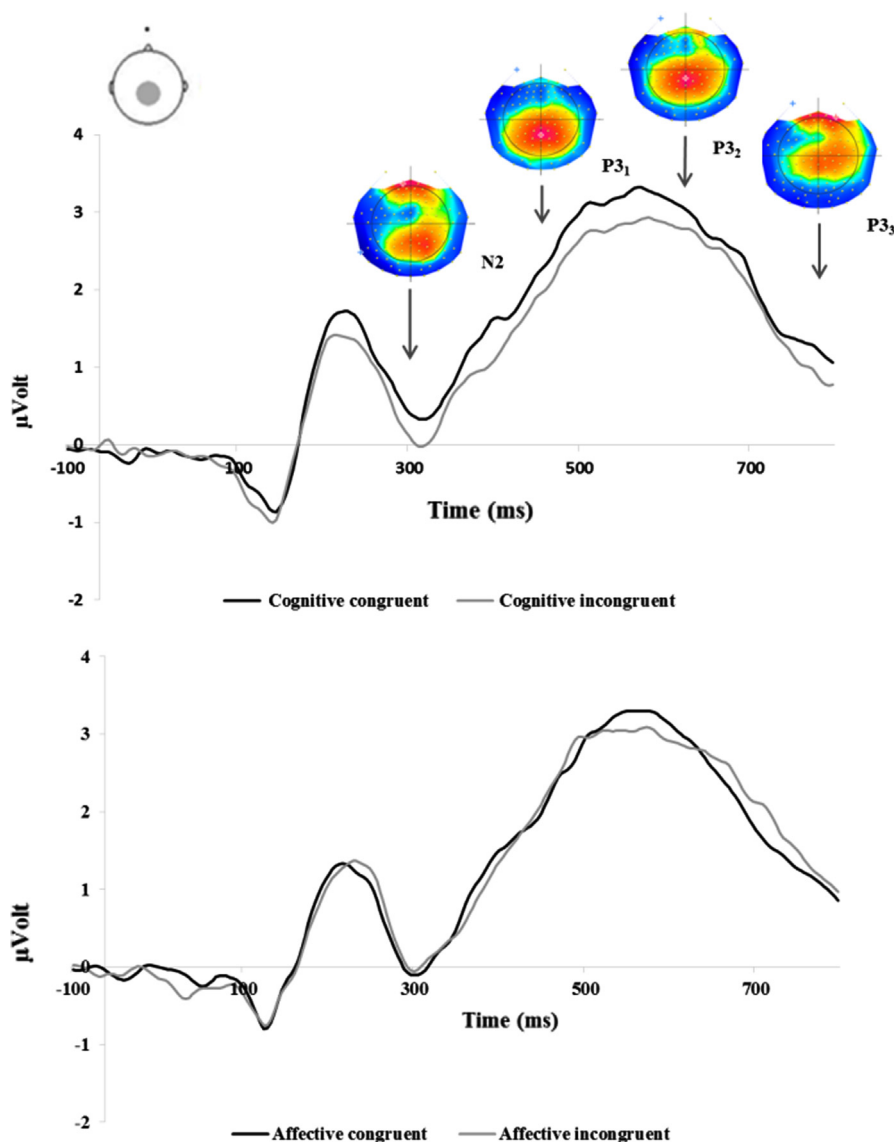 4
P3₂
P3₁
3
P3₃
N2
2
1
0
-100
100
300
500
700
µVolt
Time (ms)
-1
-2
Cognitive congruent
Cognitive incongruent
4
3
2
1
0
-100
100
300
500
700
µVolt
Time (ms)
-1
-2
Affective congruent
Affective incongruent